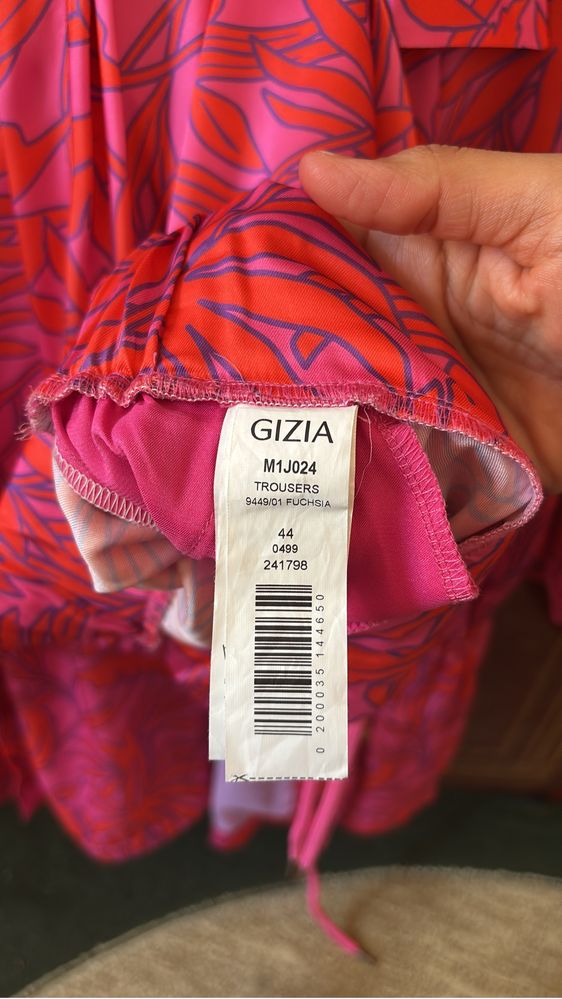 GIZIA
M1J024
TROUSERS
9449/01 FUCHSIA
44
0499
241798
0 200035 144650